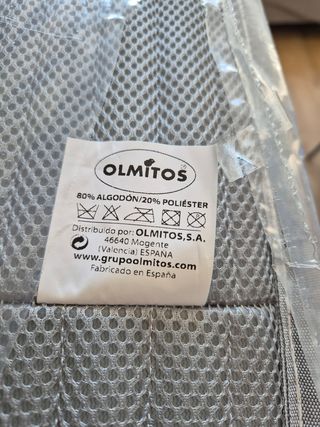 OLMITOS
80% ALGODÓN/20% POLIÉSTER
Distribuido por: OLMITOS,S.A.
46640 Mogente
(Valencia) ESPAÑA
www.grupoolmitos.com
Fabricado en España